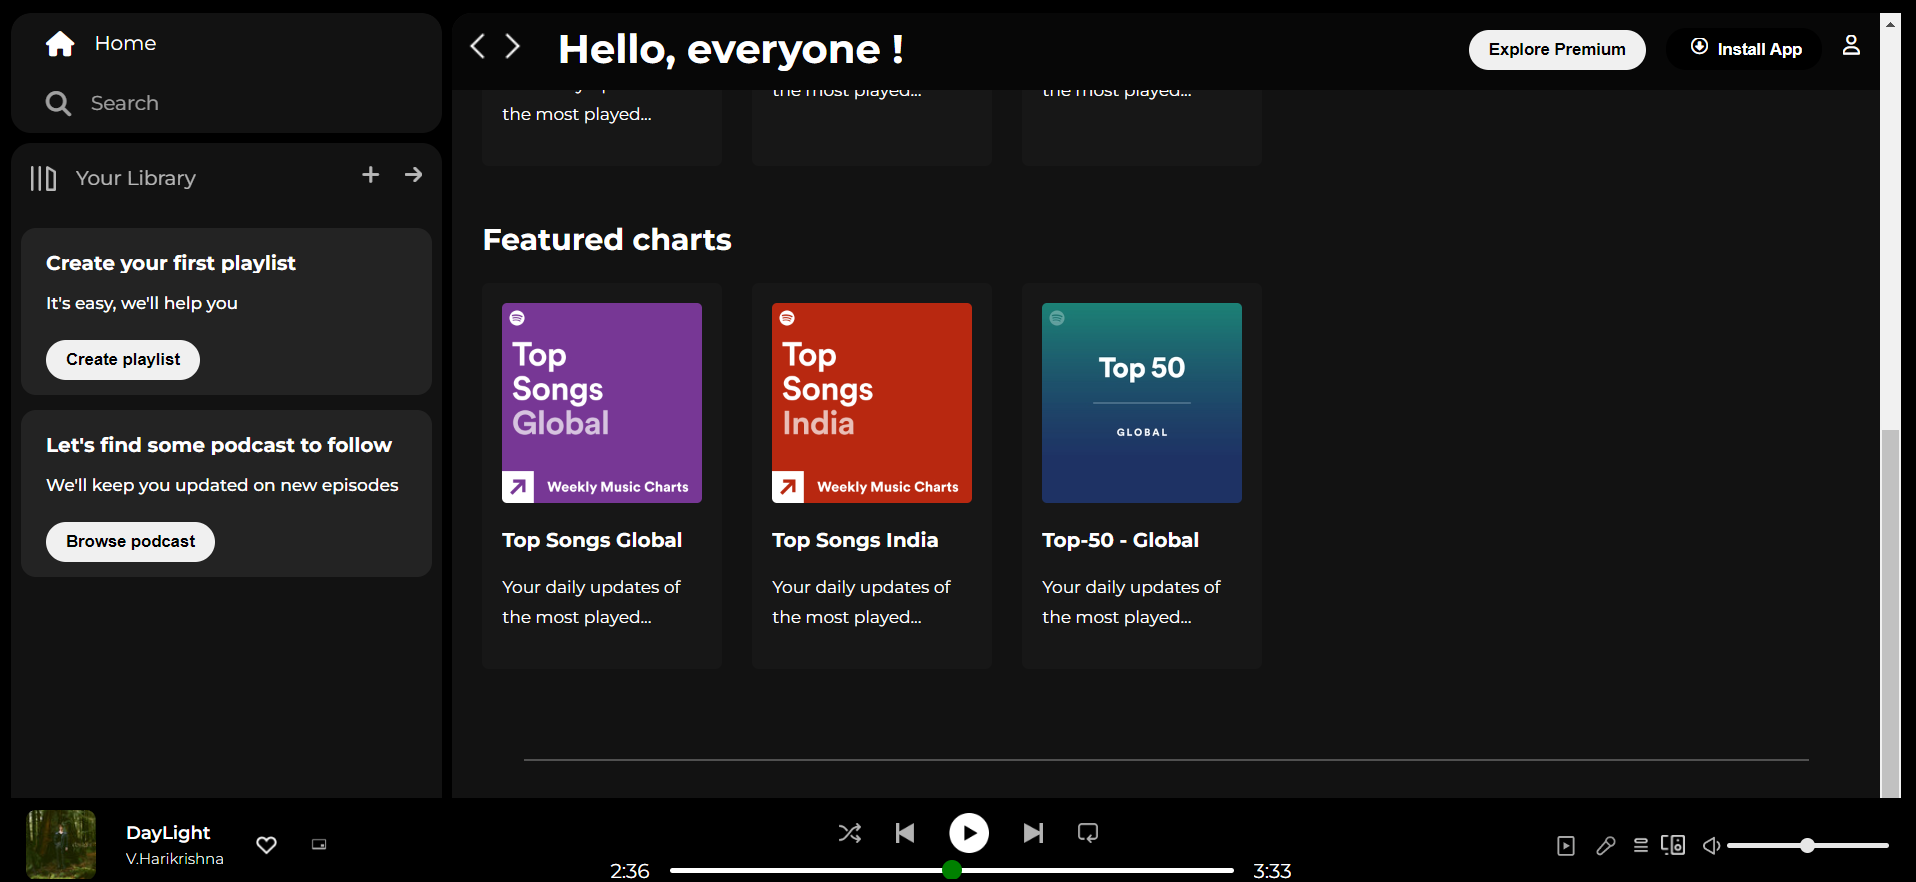 Home
Search
Your Library
Create your first playlist
It's easy, we'll help you
Create playlist
Let's find some podcast to follow
We'll keep you updated on new episodes
Browse podcast
Hello, everyone !
Explore Premium
Install App
the most played...
the most played...
the most played...
Featured charts
Top
Songs
Global
Weekly Music Charts
Top Songs Global
Your daily updates of
the most played...
Top
Songs
India
Weekly Music Charts
Top Songs India
Your daily updates of
the most played...
Top 50
GLOBAL
Top-50 - Global
Your daily updates of
the most played...
DayLight
V.Harikrishna
2:36
3:33